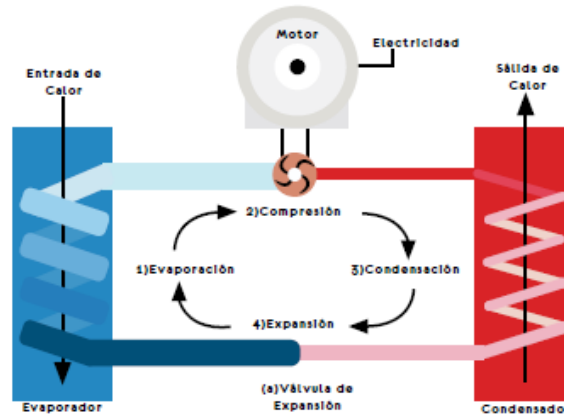 Motor
Electricidad
Entrada de
Calor
Sálida de
Calor
2)Compresión
1)Evaporación
3)Condensación
4)Expansión
(a)Válvula de
Expansión
Evaporador
Condensado